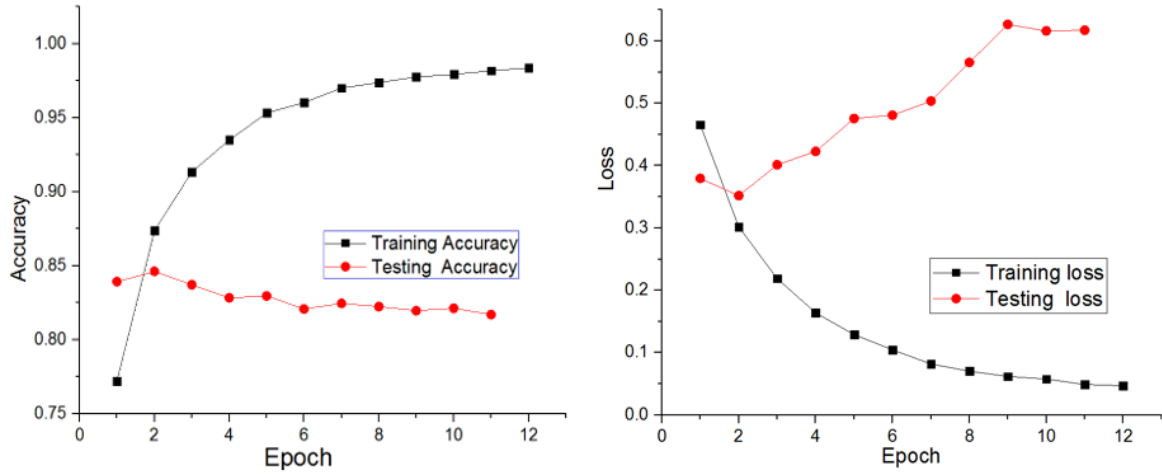 1.00
0.95
0.90
0.85
0.80
0.75
Accuracy
Training Accuracy
Testing Accuracy
0 2 4 6 8 10 12
Epoch
0.6
0.5
0.4
0.3
0.2
0.1
0.0
Loss
Training loss
Testing loss
0 2 4 6 8 10 12
Epoch